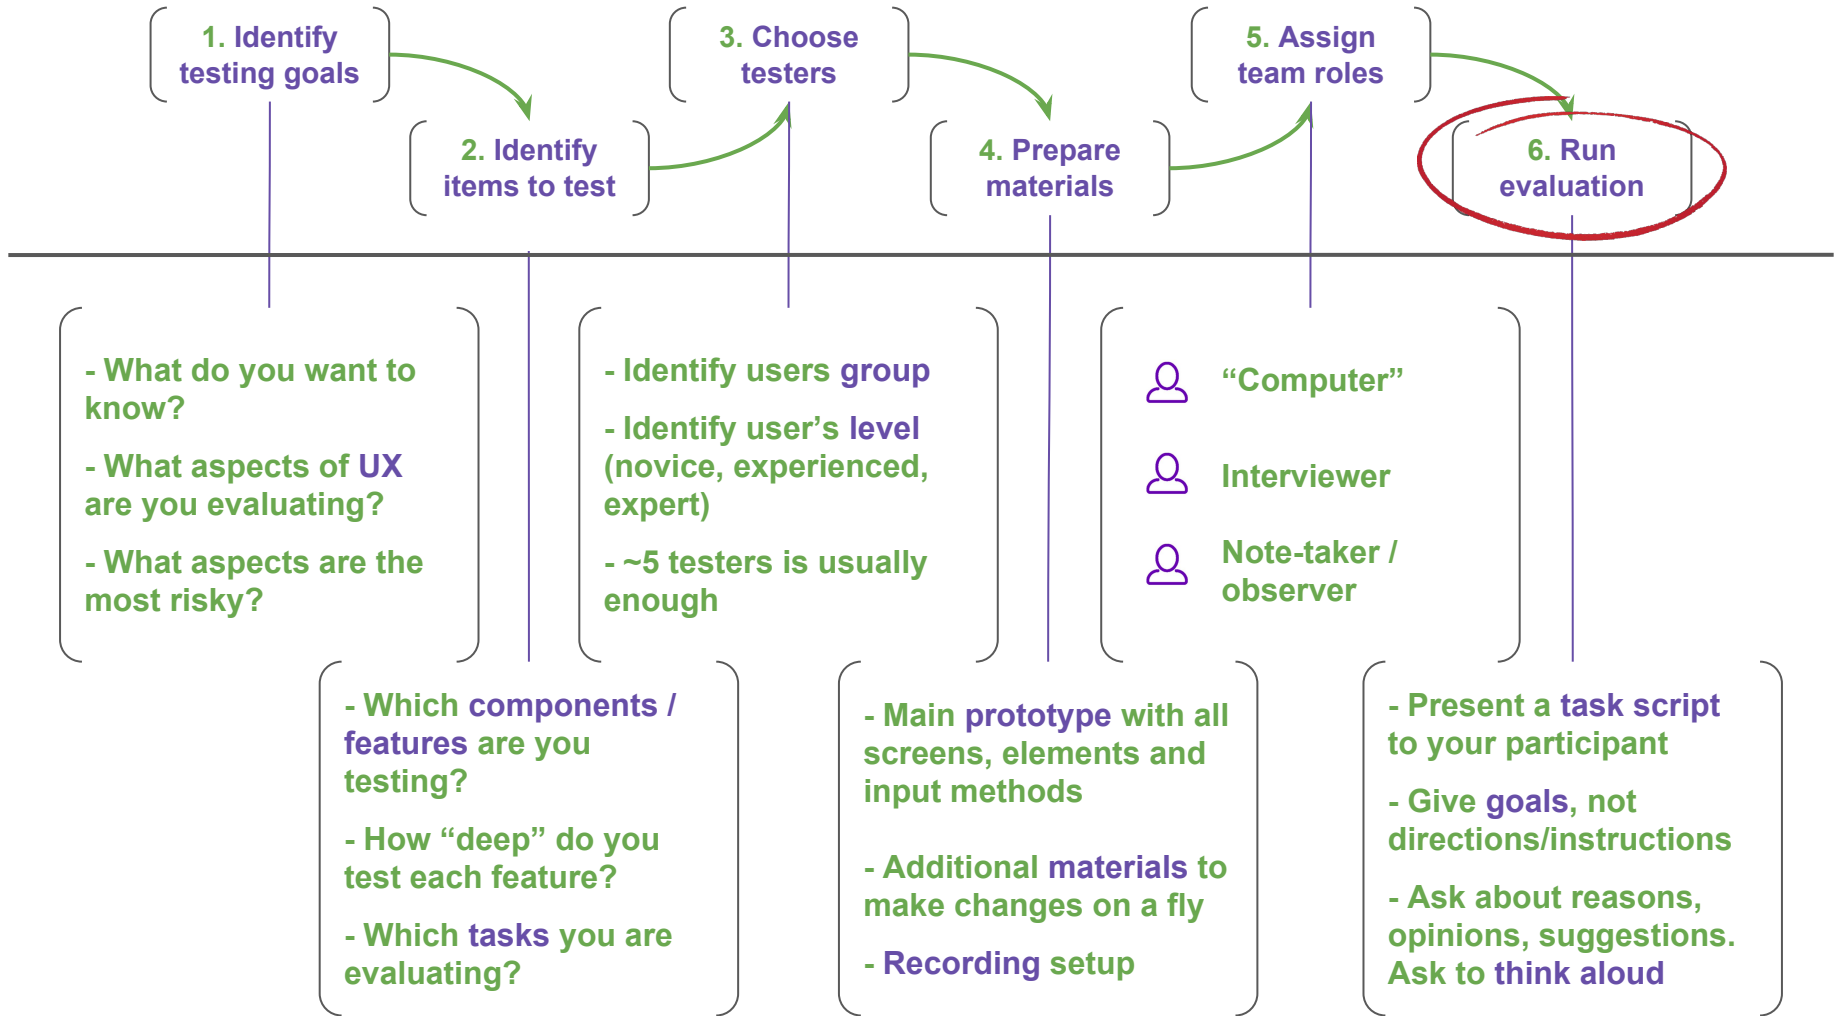 1. Identify
testing goals
2. Identify
items to test
3. Choose
testers
4. Prepare
materials
5. Assign
team roles
6. Run
evaluation
- What do you want to
know?
- What aspects of UX
are you evaluating?
- What aspects are the
most risky?
- Which components /
features are you
testing?
- How “deep” do you
test each feature?
- Which tasks you are
evaluating?
- Identify users group
- Identify user’s level
(novice, experienced,
expert)
- ~5 testers is usually
enough
- Main prototype with all
screens, elements and
input methods
- Additional materials to
make changes on a fly
- Recording setup
“Computer”
Interviewer
Note-taker /
observer
- Present a task script
to your participant
- Give goals, not
directions/instructions
- Ask about reasons,
opinions, suggestions.
Ask to think aloud